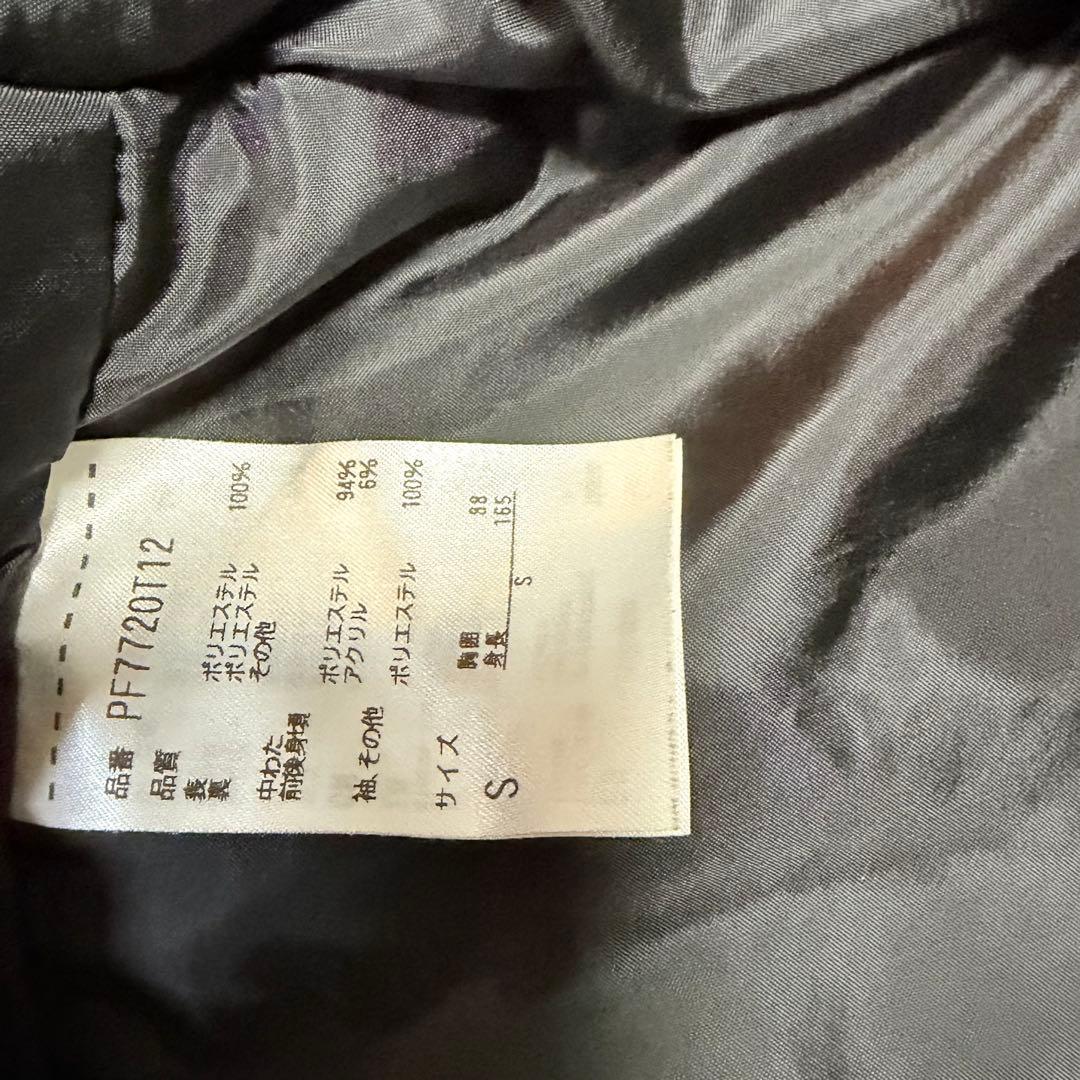 品番 PF7720T12
品質
表 ポリエステル 100%
裏 ポリエステル
その他
中わた
前後身頃 ポリエステル 94%
アクリル 6%
袖、その他 ポリエステル 100%
サイズ
胸囲 88
S 身長 165
S